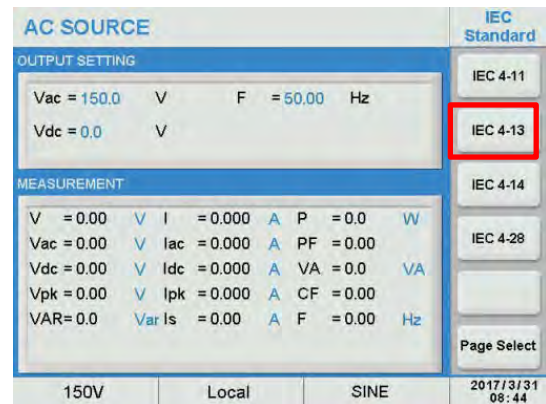 AC SOURCE
IEC
Standard
OUTPUT SETTING
Vac = 150.0 V F = 50.00 Hz
Vdc = 0.0 V
IEC 4-11
IEC 4-13
MEASUREMENT
IEC 4-14
V = 0.00 V I = 0.000 A P = 0.0 W
Vac = 0.00 V Iac = 0.000 A PF = 0.00
IEC 4-28
Vdc = 0.00 V Idc = 0.000 A VA = 0.0 VA
Vpk = 0.00 V Ipk = 0.000 A CF = 0.00
VAR= 0.0 Var Is = 0.00 A F = 0.00 Hz
Page Select
150V Local SINE
2017/3/31
08:44